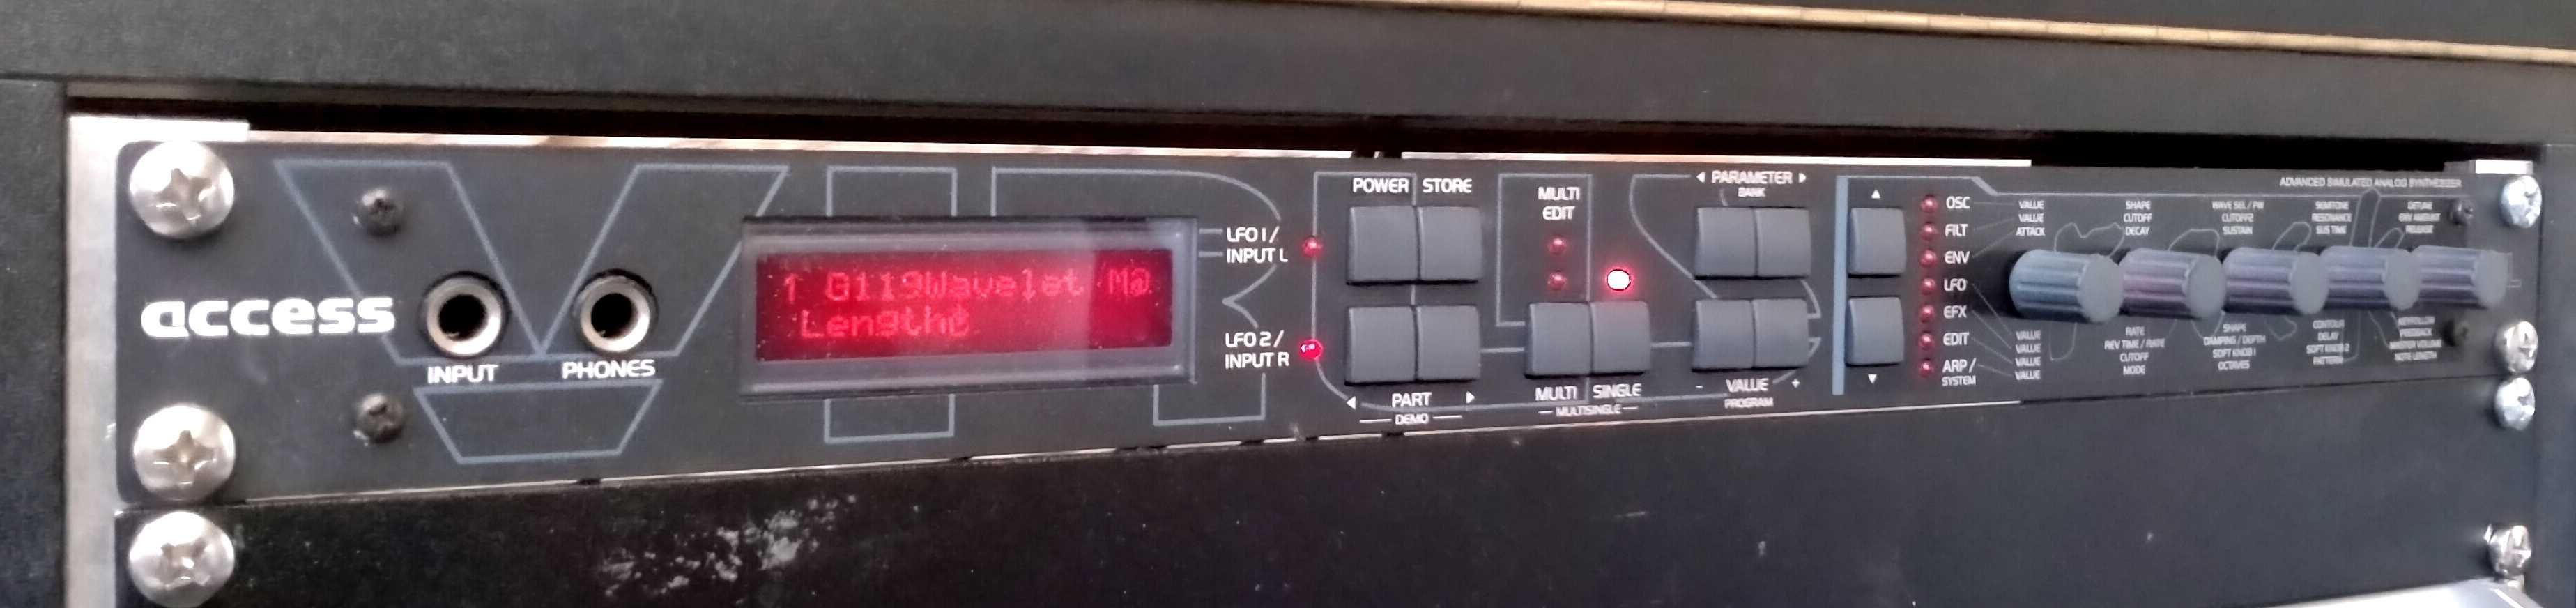 access
INPUT
PHONES
VIR
↑ G119Wavelet M@
Length
LFO 1/
INPUT L
LFO 2/
INPUT R
POWER STORE
◀ PART ▶
DEMO
MULTI
EDIT
MULTI SINGLE
MULTISINGLE
◀ PARAMETER ▶
BANK
- VALUE +
PROGRAM
▲
▼
OSC
FILT
ENV
LFO
EFX
EDIT
ARP/
SYSTEM
ADVANCED SIMULATED ANALOG SYNTHESIZER
VALUE
VALUE
ATTACK
SHAPE
CUTOFF
DECAY
WAVE SEL / PW
CUTOFF2
SUSTAIN
SEMITONE
RESONANCE
SUS TIME
DETUNE
ENV AMOUNT
RELEASE
VALUE
VALUE
VALUE
VALUE
RATE
REV TIME / RATE
CUTOFF
MODE
SHAPE
DAMPING / DEPTH
SOFT KNOB 1
OCTAVES
CONTOUR
DELAY
SOFT KNOB 2
PATTERN
KEYFOLLOW
FEEDBACK
MASTER VOLUME
NOTE LENGTH